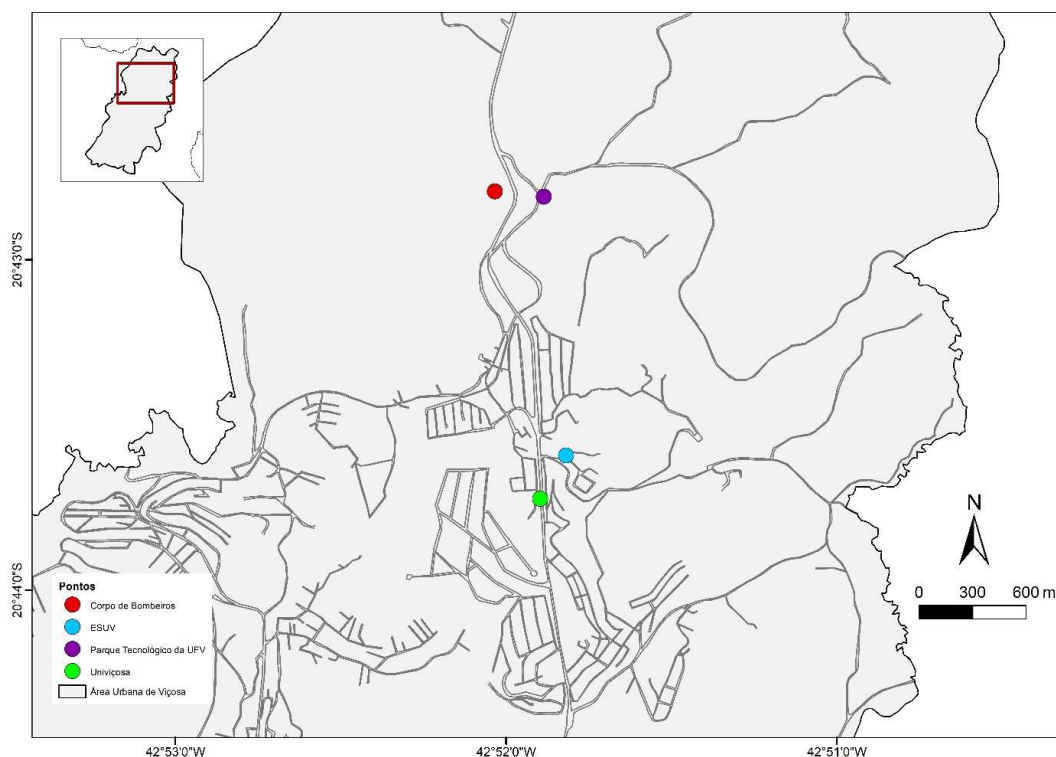 20°43'0"S
20°44'0"S
N
0 300 600 m
Pontos
Corpo de Bombeiros
ESUV
Parque Tecnológico da UFV
Univiçosa
Área Urbana de Viçosa
42°53'0"W 42°52'0"W 42°51'0"W